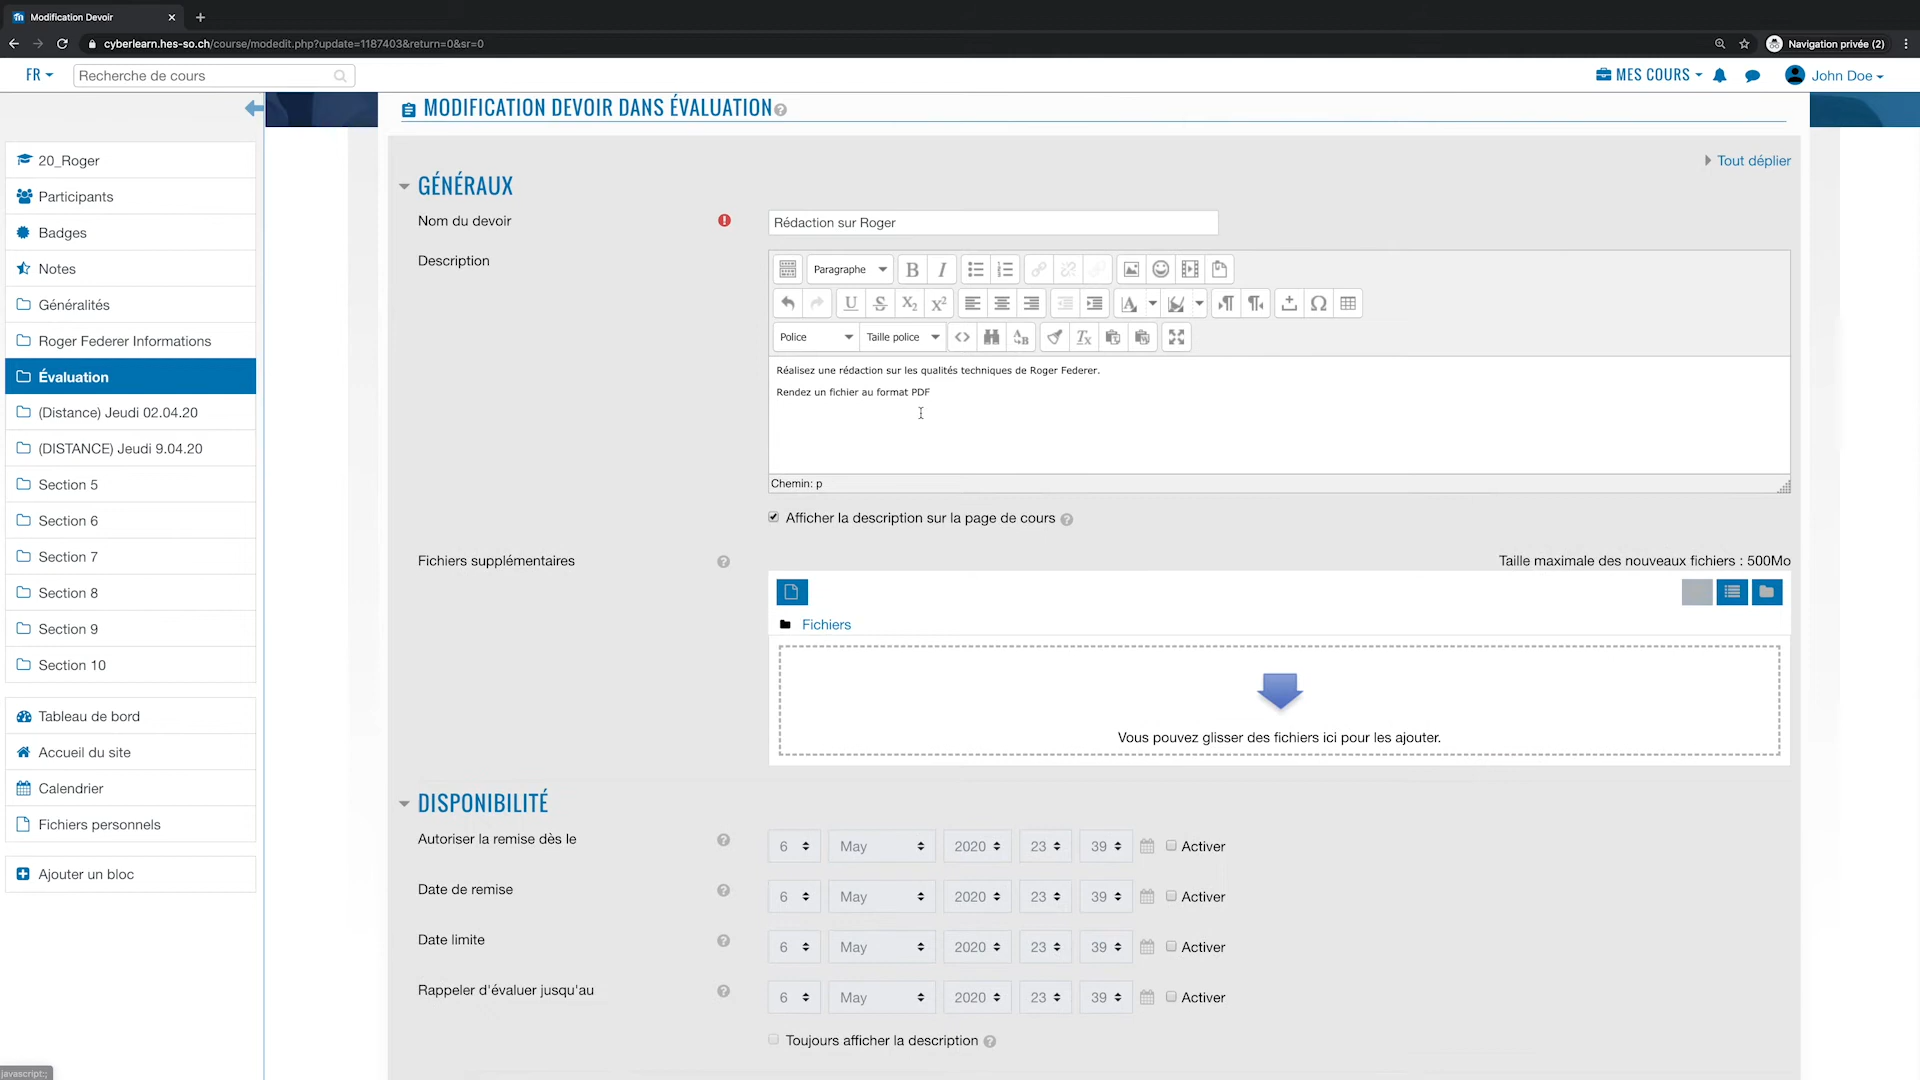 Modification Devoir
cyberlearn.hes-so.ch/course/modedit.php?update=1187403&return=0&sr=0
Navigation privée (2)
FR
Recherche de cours
MES COURS
John Doe
MODIFICATION DEVOIR DANS ÉVALUATION
20_Roger
Participants
Badges
Notes
Généralités
Roger Federer Informations
Évaluation
(Distance) Jeudi 02.04.20
(DISTANCE) Jeudi 9.04.20
Section 5
Section 6
Section 7
Section 8
Section 9
Section 10
Tableau de bord
Accueil du site
Calendrier
Fichiers personnels
Ajouter un bloc
Tout déplier
GÉNÉRAUX
Nom du devoir
Rédaction sur Roger
Description
Paragraphe
Police
Taille police
Réalisez une rédaction sur les qualités techniques de Roger Federer.
Rendez un fichier au format PDF
Chemin: p
Afficher la description sur la page de cours
Fichiers supplémentaires
Taille maximale des nouveaux fichiers : 500Mo
Fichiers
Vous pouvez glisser des fichiers ici pour les ajouter.
DISPONIBILITÉ
Autoriser la remise dès le
6 May 2020 23 39 Activer
Date de remise
6 May 2020 23 39 Activer
Date limite
6 May 2020 23 39 Activer
Rappeler d'évaluer jusqu'au
6 May 2020 23 39 Activer
Toujours afficher la description
javascript:;